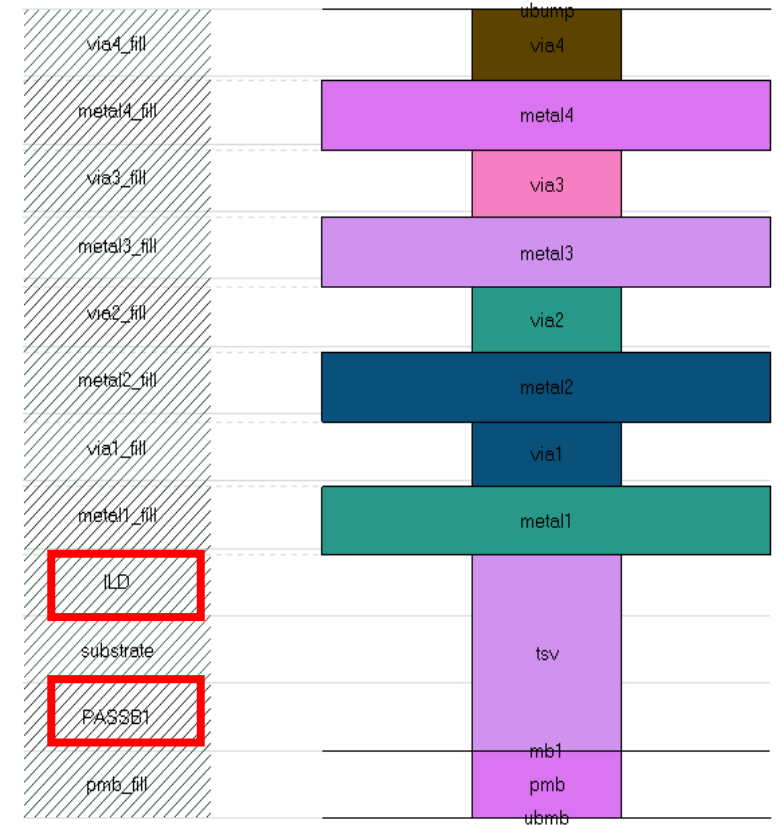 ubump
via4_fill via4
metal4_fill metal4
via3_fill via3
metal3_fill metal3
via2_fill via2
metal2_fill metal2
via1_fill via1
metal1_fill metal1
ILD
substrate tsv
PASSB1
mb1
pmb_fill pmb
ubmb